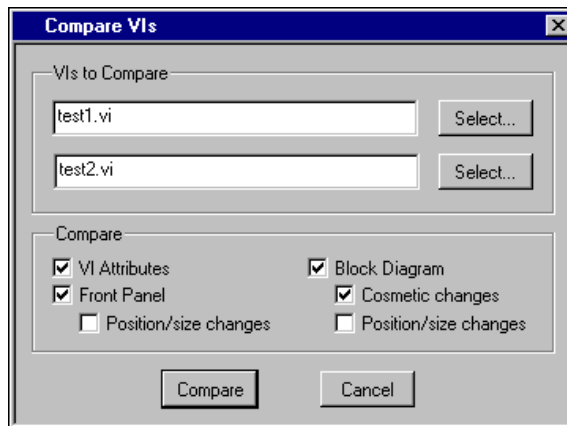 Compare VIs
VIs to Compare
test1.vi
Select...
test2.vi
Select...
Compare
VI Attributes
Block Diagram
Front Panel
Cosmetic changes
Position/size changes
Position/size changes
Compare
Cancel